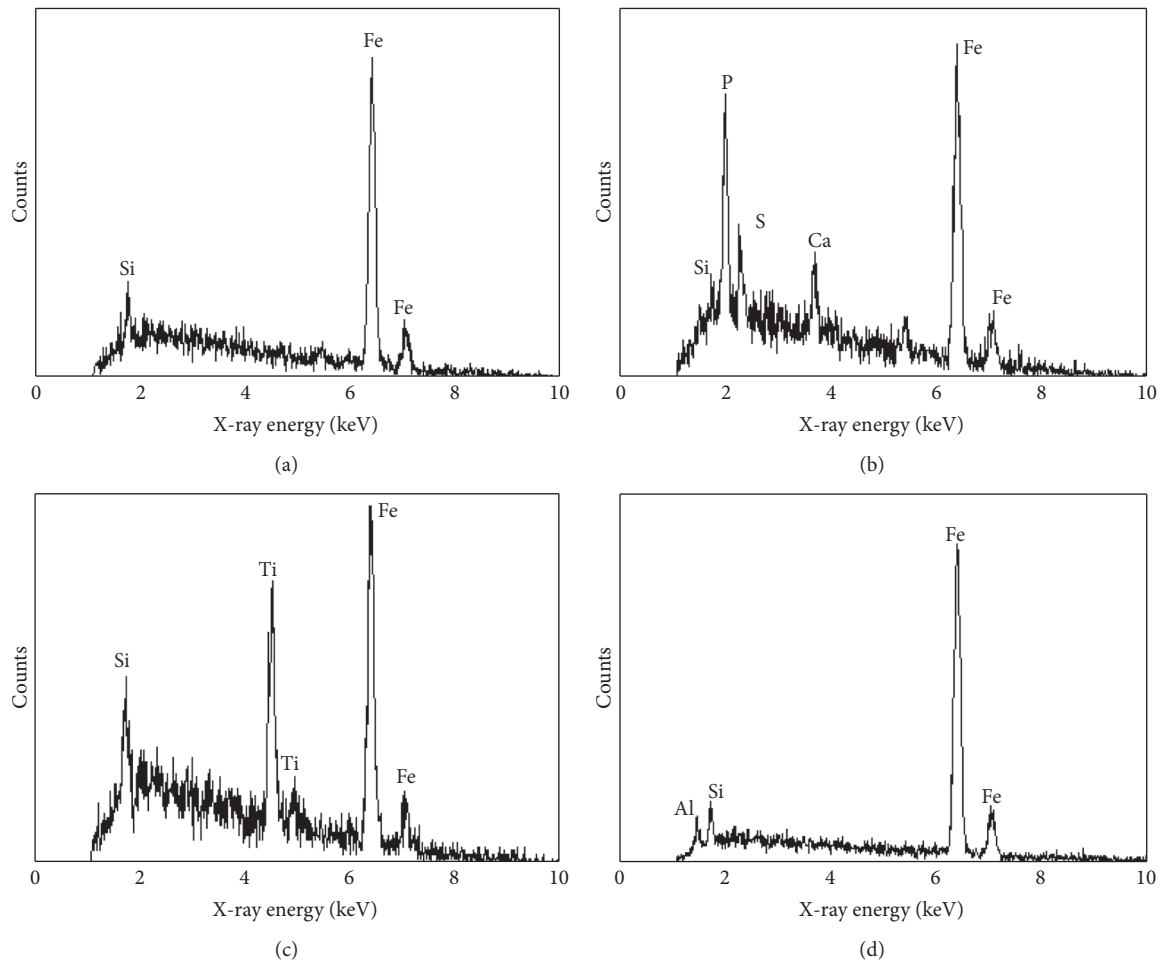 Fe
Si
Fe
Counts
0 2 4 6 8 10
X-ray energy (keV)
(a)
Fe
P
S
Ca
Si
Fe
Counts
0 2 4 6 8 10
X-ray energy (keV)
(b)
Fe
Ti
Si
Ti
Fe
Counts
0 2 4 6 8 10
X-ray energy (keV)
(c)
Fe
Al Si
Fe
Counts
0 2 4 6 8 10
X-ray energy (keV)
(d)